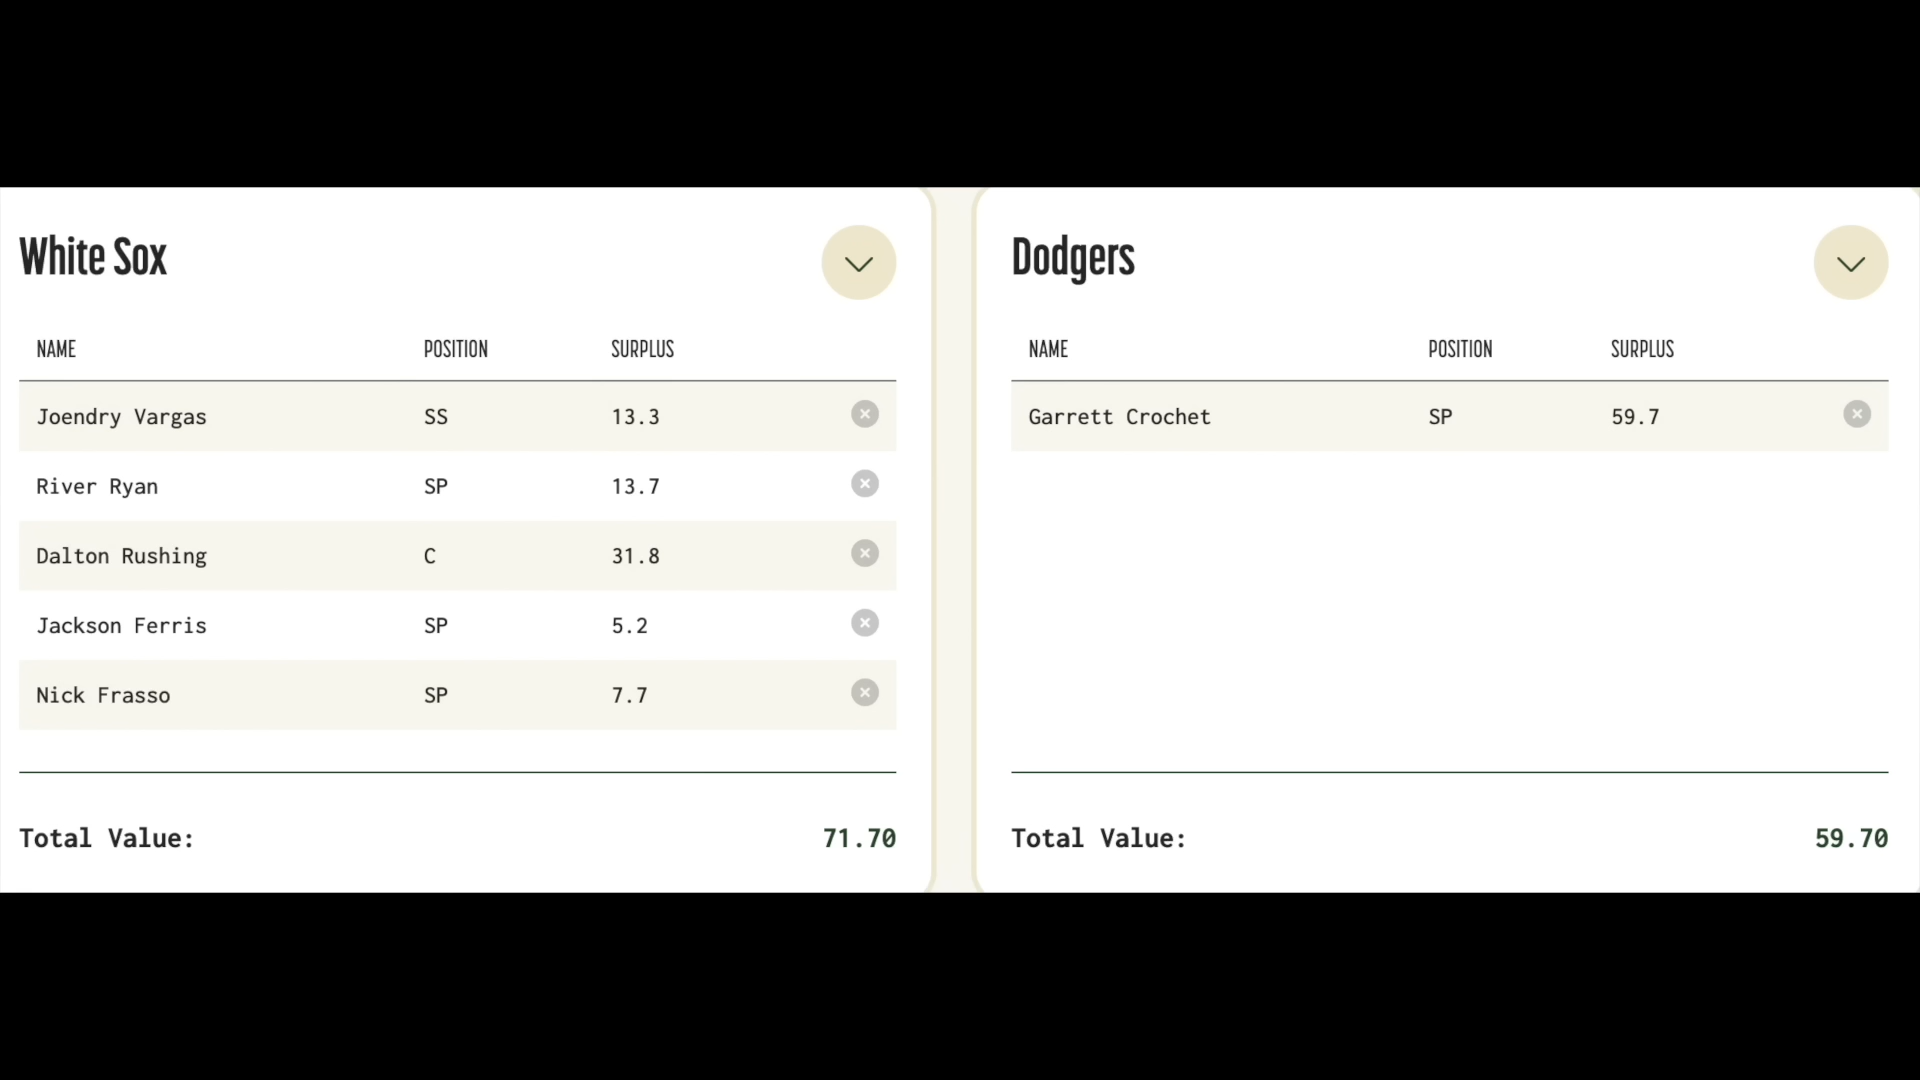 White Sox
NAME POSITION SURPLUS
Joendry Vargas SS 13.3
River Ryan SP 13.7
Dalton Rushing C 31.8
Jackson Ferris SP 5.2
Nick Frasso SP 7.7
Total Value: 71.70
Dodgers
NAME POSITION SURPLUS
Garrett Crochet SP 59.7
Total Value: 59.70